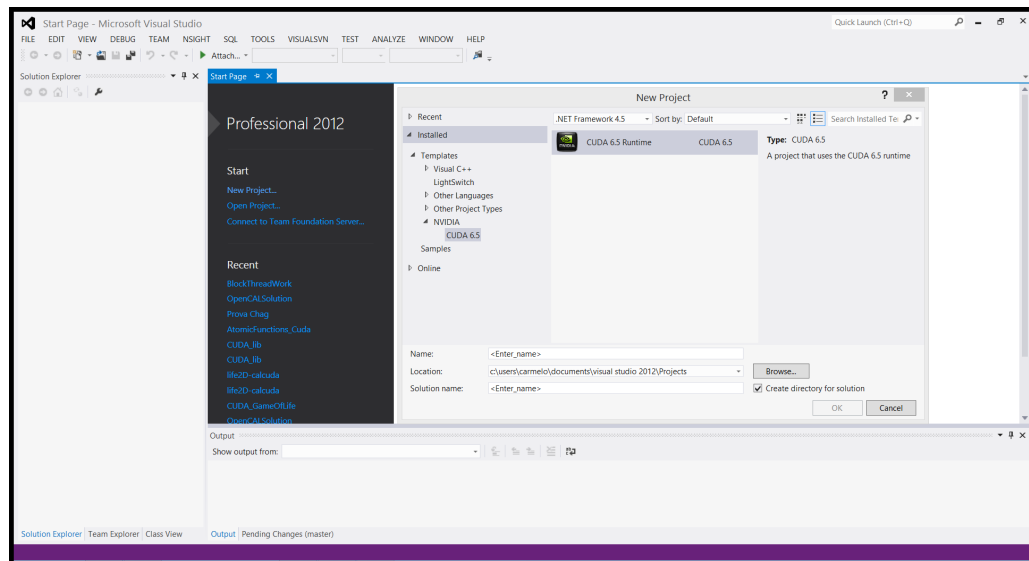 Start Page - Microsoft Visual Studio
Quick Launch (Ctrl+Q)
FILE EDIT VIEW DEBUG TEAM NSIGHT SQL TOOLS VISUALSVN TEST ANALYZE WINDOW HELP
Attach...
Solution Explorer
Start Page
Professional 2012
Start
New Project...
Open Project...
Connect to Team Foundation Server...
Recent
BlockThreadWork
OpenCALSolution
Prova Chag
AtomicFunctions_Cuda
CUDA_lib
CUDA_lib
life2D-calcuda
life2D-calcuda
CUDA_GameOfLife
OpenCALSolution
New Project
?
Recent
Installed
Templates
Visual C++
LightSwitch
Other Languages
Other Project Types
NVIDIA
CUDA 6.5
Samples
Online
.NET Framework 4.5 Sort by: Default
Search Installed Te
CUDA 6.5 Runtime CUDA 6.5
Type: CUDA 6.5
A project that uses the CUDA 6.5 runtime
Name: <Enter_name>
Location: c:\users\carmelo\documents\visual studio 2012\Projects Browse...
Solution name: <Enter_name> Create directory for solution
OK Cancel
Output
Show output from:
Solution Explorer Team Explorer Class View
Output Pending Changes (master)